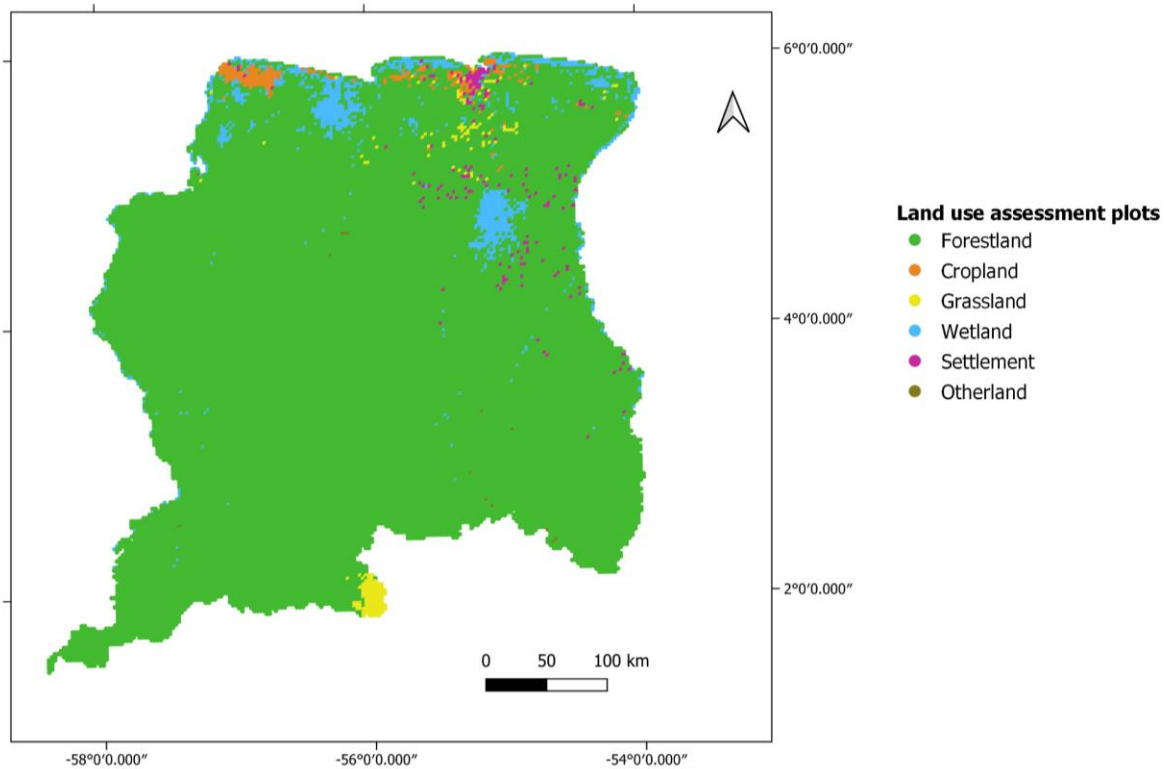 6°0'0.000"
Land use assessment plots
Forestland
Cropland
Grassland
Wetland
4°0'0.000"
Settlement
Otherland
2°0'0.000"
0 50 100 km
-58°0'0.000" -56°0'0.000" -54°0'0.000"